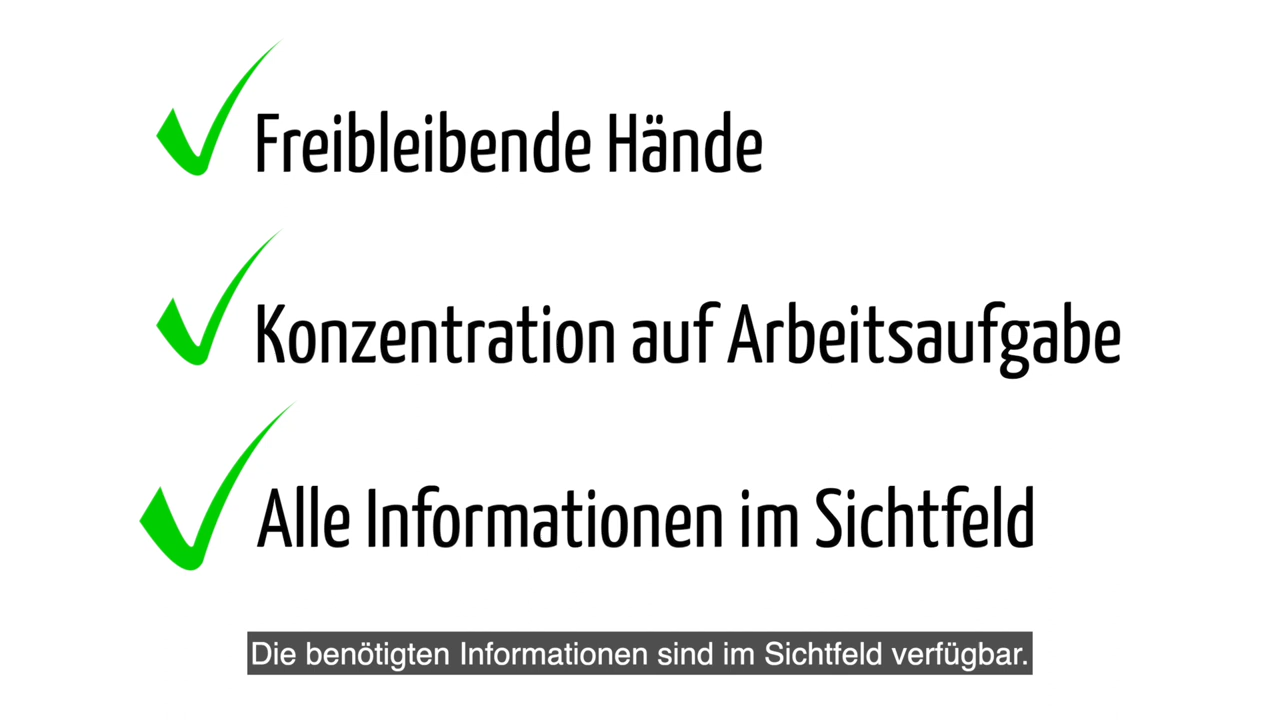 Freibleibende Hände
Konzentration auf Arbeitsaufgabe
Alle Informationen im Sichtfeld
Die benötigten Informationen sind im Sichtfeld verfügbar.